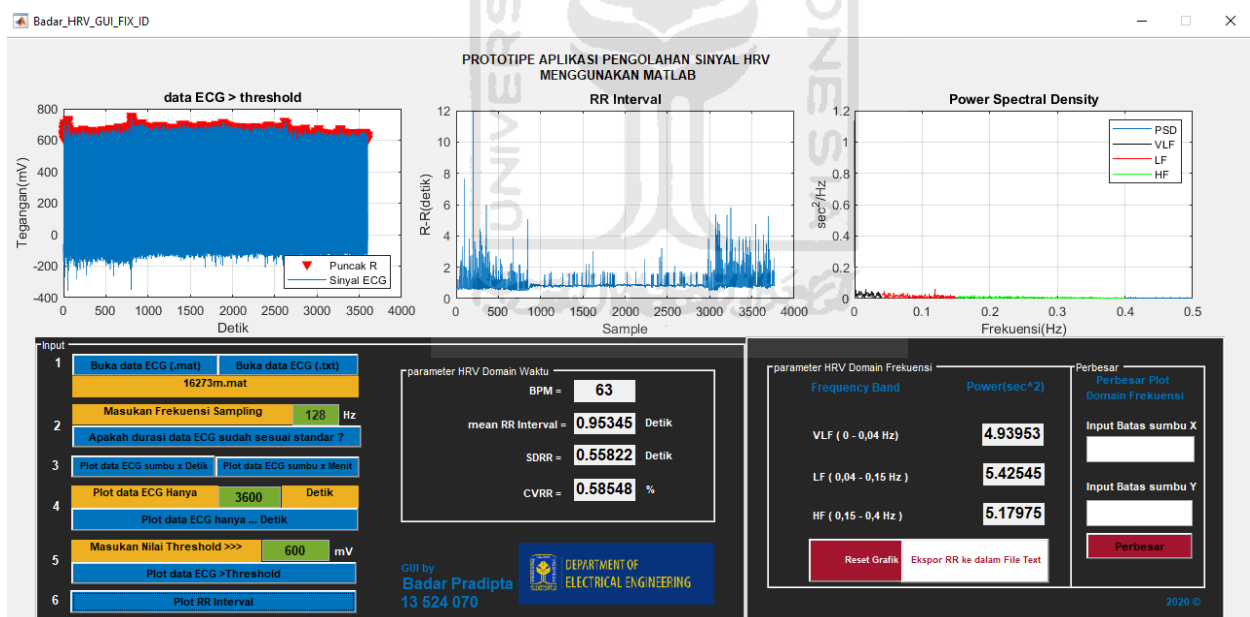 Badar_HRV_GUI_FIX_ID
PROTOTIPE APLIKASI PENGOLAHAN SINYAL HRV
MENGGUNAKAN MATLAB
data ECG > threshold
800
600
400
200
0
-200
-400
Tegangan(mV)
0 500 1000 1500 2000 2500 3000 3500 4000
Detik
Puncak R
Sinyal ECG
RR Interval
12
10
8
6
4
2
0
R-R(detik)
0 500 1000 1500 2000 2500 3000 3500 4000
Sample
Power Spectral Density
1.2
1
0.8
0.6
0.4
0.2
0
sec^2/Hz
0 0.1 0.2 0.3 0.4 0.5
Frekuensi(Hz)
PSD
VLF
LF
HF
UNIVER
ONESIA
Input
1
Buka data ECG (.mat) Buka data ECG (.txt)
16273m.mat
2
Masukan Frekuensi Sampling 128 Hz
Apakah durasi data ECG sudah sesuai standar ?
3
Plot data ECG sumbu x Detik Plot data ECG sumbu x Menit
4
Plot data ECG Hanya 3600 Detik
Plot data ECG hanya ... Detik
5
Masukan Nilai Threshold >>> 600 mV
Plot data ECG >Threshold
6
Plot RR Interval
parameter HRV Domain Waktu
BPM = 63
mean RR Interval = 0.95345 Detik
SDRR = 0.55822 Detik
CVRR = 0.58548 %
GUI by
Badar Pradipta
13 524 070
DEPARTMENT OF
ELECTRICAL ENGINEERING
parameter HRV Domain Frekuensi
Frequency Band Power(sec^2)
VLF ( 0 - 0,04 Hz) 4.93953
LF ( 0,04 - 0,15 Hz ) 5.42545
HF ( 0,15 - 0,4 Hz ) 5.17975
Reset Grafik Ekspor RR ke dalam File Text
Perbesar
Perbesar Plot
Domain Frekuensi
Input Batas sumbu X
Input Batas sumbu Y
Perbesar
2020 ©